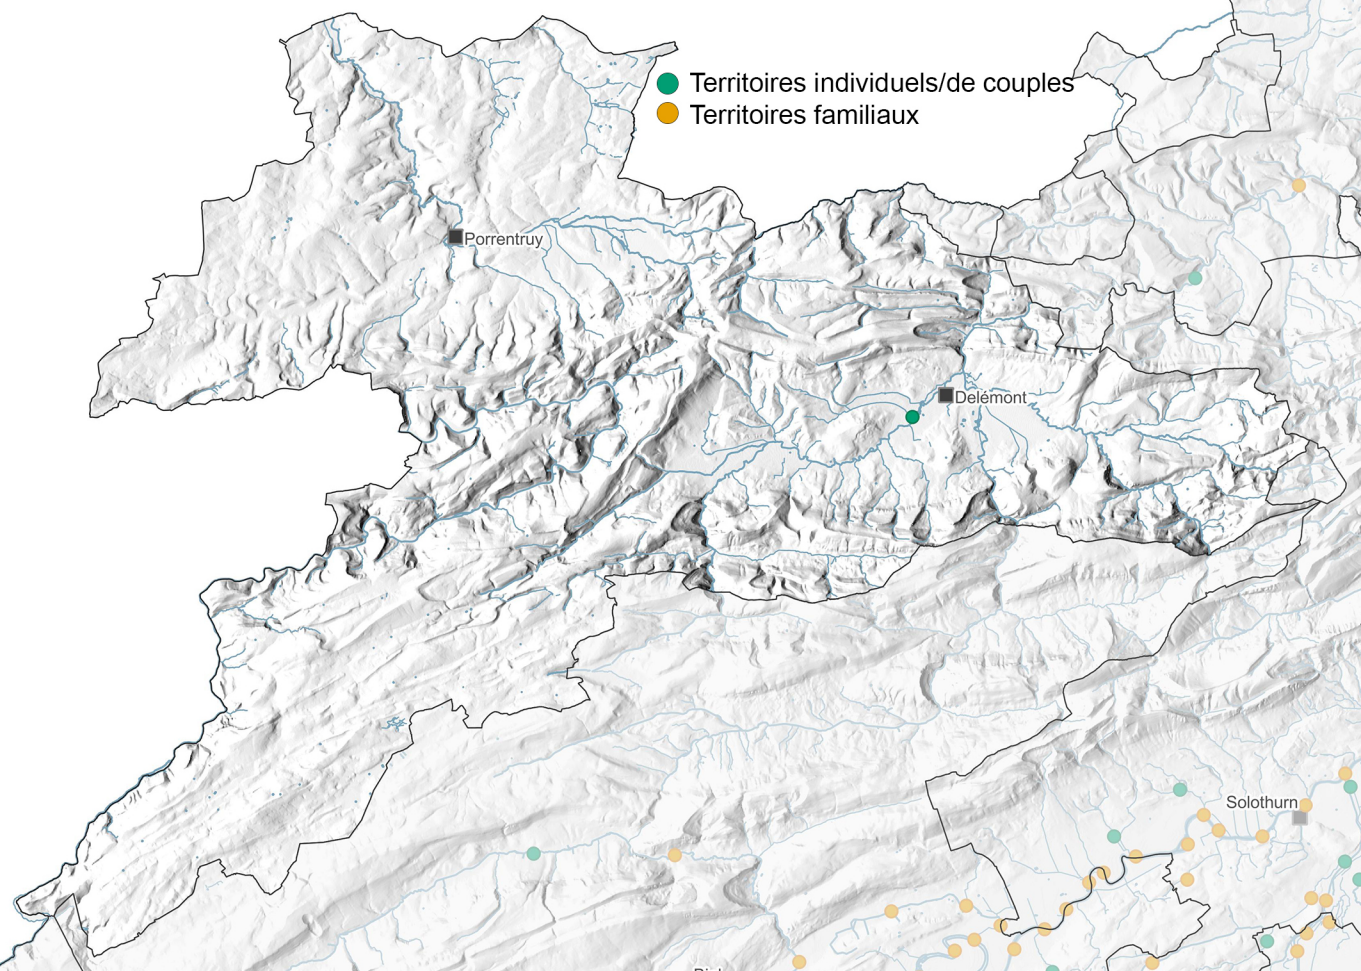 Territoires individuels/de couples
Territoires familiaux
Porrentruy
Delémont
Solothurn